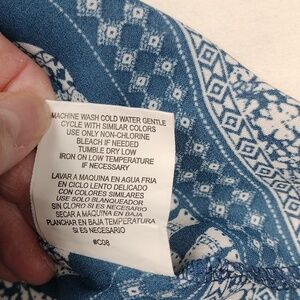 MACHINE WASH COLD WATER GENTLE
CYCLE WITH SIMILAR COLORS
USE ONLY NON-CHLORINE
BLEACH IF NEEDED
TUMBLE DRY LOW
IRON ON LOW TEMPERATURE
IF NECESSARY
LAVAR A MAQUINA EN AGUA FRIA
EN CICLO LENTO DELICADO
CON COLORES SIMILARES
USE SOLO BLANQUEADOR
SIN CLORO SI ES NECESARIO
SECAR A MAQUINA EN BAJA
PLANCHAR EN BAJA TEMPERATURA
SI ES NECESARIO
#C08